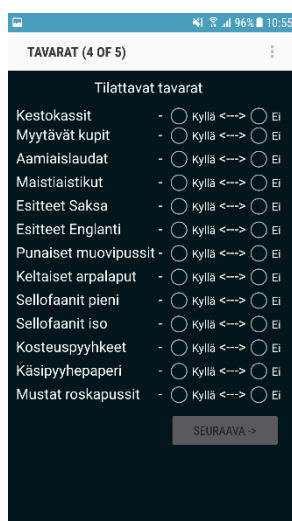 96% 10:55
TAVARAT (4 OF 5)
Tilattavat tavarat
Kestokassit - Kyllä <---> Ei
Myytävät kupit - Kyllä <---> Ei
Aamiaislaudat - Kyllä <---> Ei
Maistiaistikut - Kyllä <---> Ei
Esitteet Saksa - Kyllä <---> Ei
Esitteet Englanti - Kyllä <---> Ei
Punaiset muovipussit - Kyllä <---> Ei
Keltaiset arpalaput - Kyllä <---> Ei
Sellofaanit pieni - Kyllä <---> Ei
Sellofaanit iso - Kyllä <---> Ei
Kosteuspyyhkeet - Kyllä <---> Ei
Käsipyyhepaperi - Kyllä <---> Ei
Mustat roskapussit - Kyllä <---> Ei
SEURAAVA ->